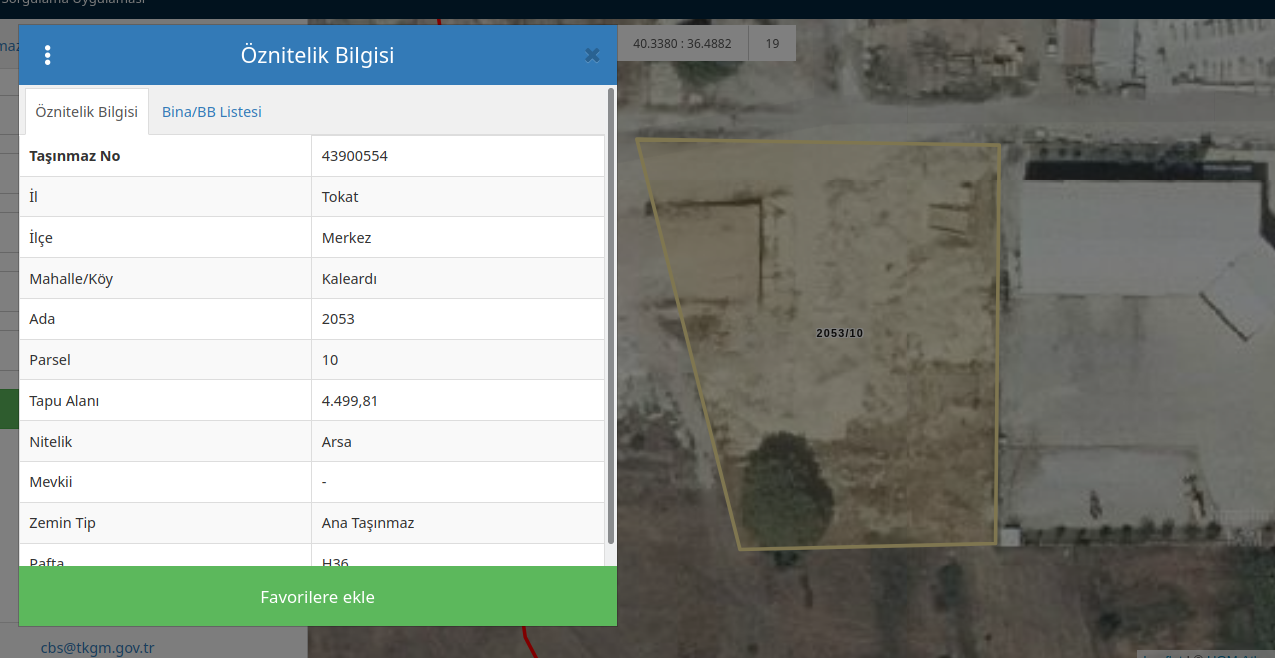 Sorgulama Uygulaması
Öznitelik Bilgisi
40.3380 : 36.4882 19
Öznitelik Bilgisi Bina/BB Listesi
Taşınmaz No 43900554
İl Tokat
İlçe Merkez
Mahalle/Köy Kaleardı
Ada 2053
Parsel 10
Tapu Alanı 4.499,81
Nitelik Arsa
Mevkii -
Zemin Tip Ana Taşınmaz
Pafta H36
2053/10
Favorilere ekle
cbs@tkgm.gov.tr